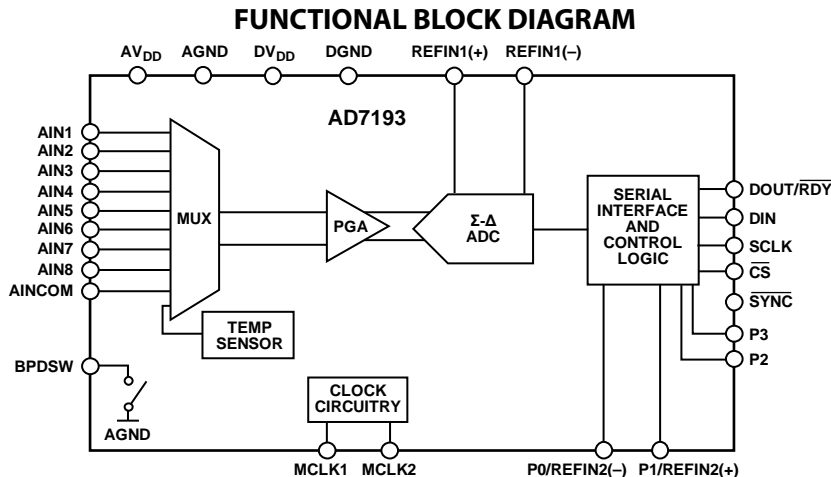 FUNCTIONAL BLOCK DIAGRAM
AVDD AGND DVDD DGND REFIN1(+) REFIN1(–)
AD7193
AIN1
AIN2
AIN3
AIN4
AIN5
AIN6
AIN7
AIN8
AINCOM
MUX
PGA
Σ-Δ
ADC
SERIAL
INTERFACE
AND
CONTROL
LOGIC
DOUT/RDY
DIN
SCLK
CS
SYNC
P3
P2
TEMP
SENSOR
BPDSW
AGND
CLOCK
CIRCUITRY
MCLK1 MCLK2 P0/REFIN2(–) P1/REFIN2(+)